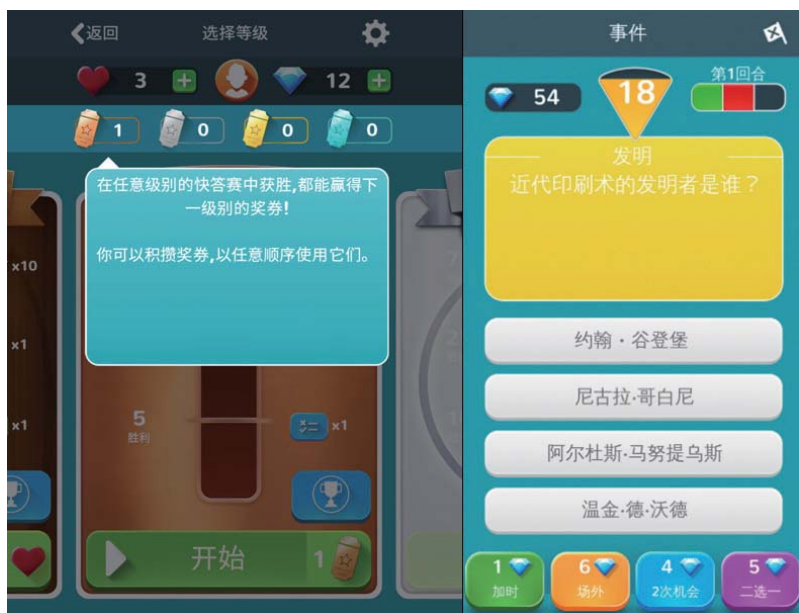 返回
选择等级
3
12
1
0
0
0
在任意级别的快答赛中获胜,都能赢得下
一级别的奖券!
你可以积攒奖券,以任意顺序使用它们。
x10
x1
x1
5
胜利
x1
开始
1
事件
54
18
第1回合
发明
近代印刷术的发明者是谁？
约翰·谷登堡
尼古拉·哥白尼
阿尔杜斯·马努提乌斯
温金·德·沃德
1
加时
6
场外
4
2次机会
5
二选一